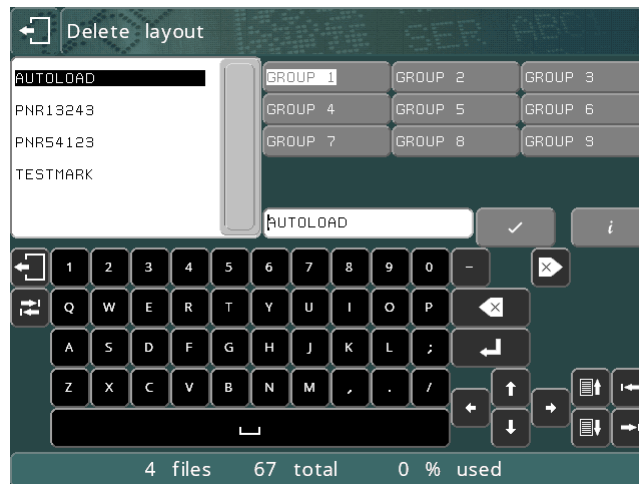 Delete layout
AUTOLOAD
PNR13243
PNR54123
TESTMARK
GROUP 1 GROUP 2 GROUP 3
GROUP 4 GROUP 5 GROUP 6
GROUP 7 GROUP 8 GROUP 9
AUTOLOAD
i
1 2 3 4 5 6 7 8 9 0 -
Q W E R T Y U I O P
A S D F G H J K L ;
Z X C V B N M , . /
4 files 67 total 0 % used